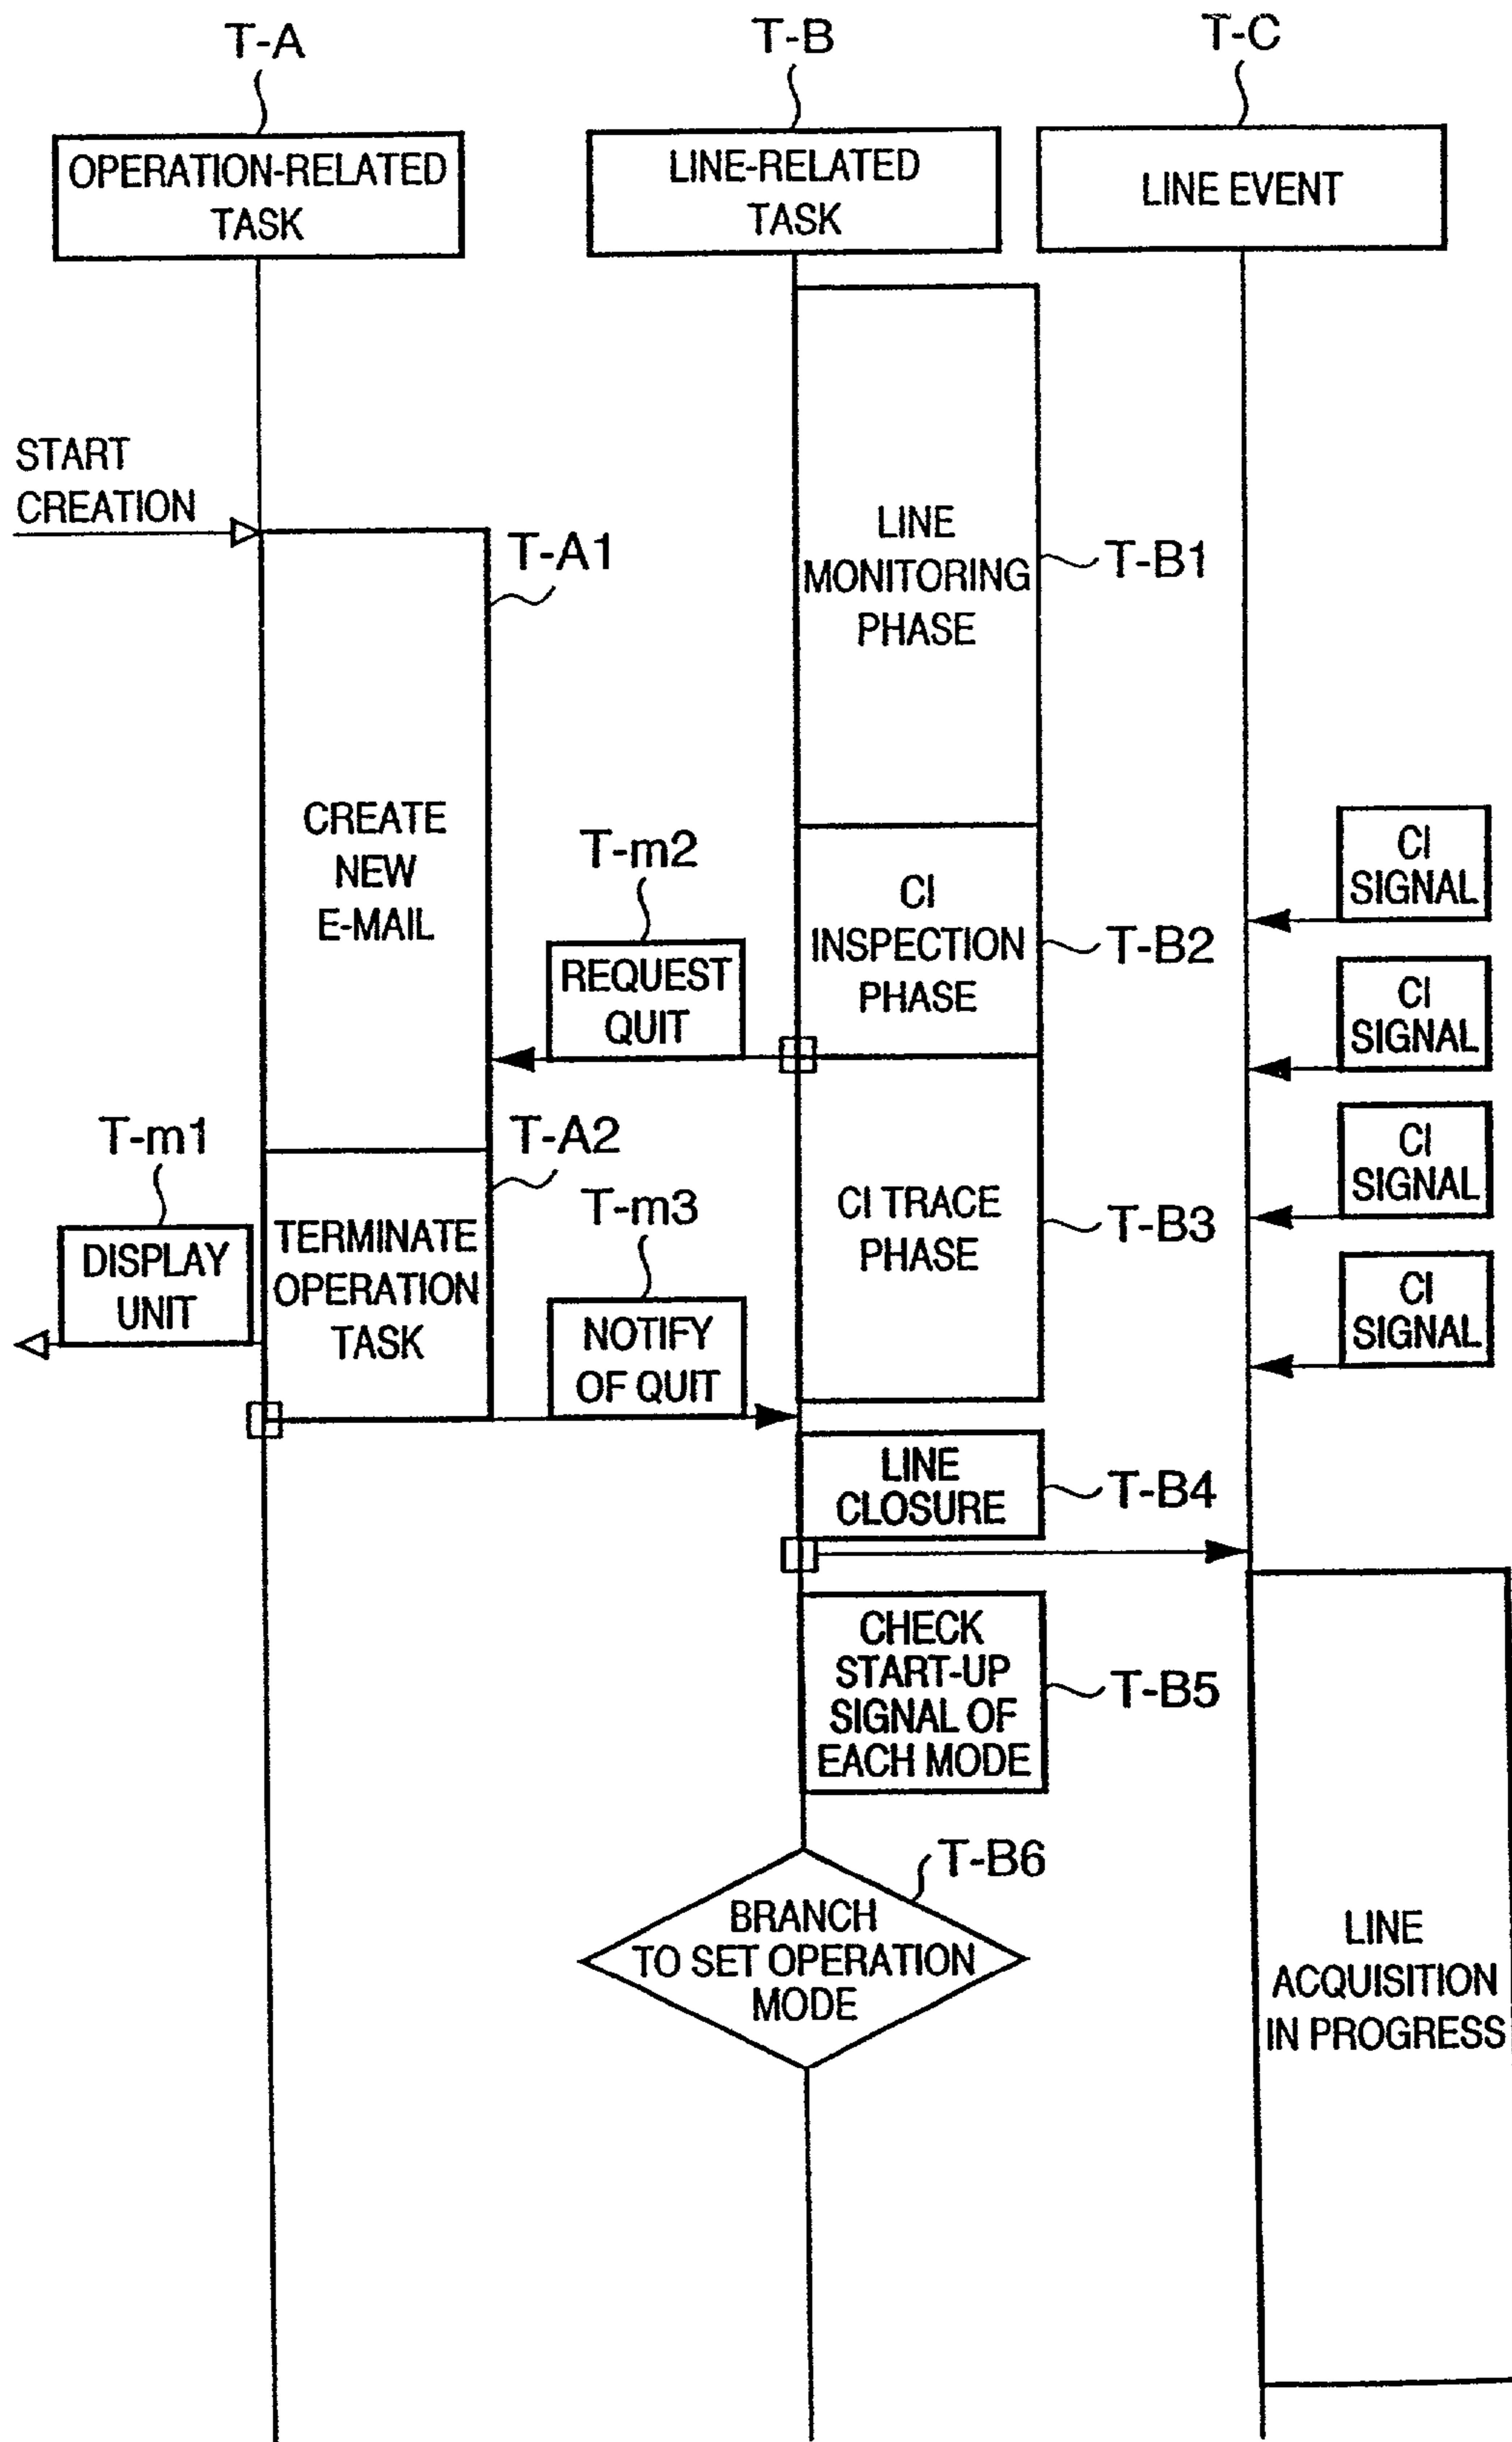 T-A
T-B
T-C
OPERATION-RELATED
TASK
LINE-RELATED
TASK
LINE EVENT
START
CREATION
T-A1
LINE
MONITORING
PHASE
T-B1
CREATE
NEW
E-MAIL
T-m2
REQUEST
QUIT
CI
INSPECTION
PHASE
T-B2
CI
SIGNAL
CI
SIGNAL
T-m1
DISPLAY
UNIT
T-A2
TERMINATE
OPERATION
TASK
T-m3
NOTIFY
OF QUIT
CI TRACE
PHASE
T-B3
CI
SIGNAL
CI
SIGNAL
LINE
CLOSURE
T-B4
CHECK
START-UP
SIGNAL OF
EACH MODE
T-B5
T-B6
BRANCH
TO SET OPERATION
MODE
LINE
ACQUISITION
IN PROGRESS